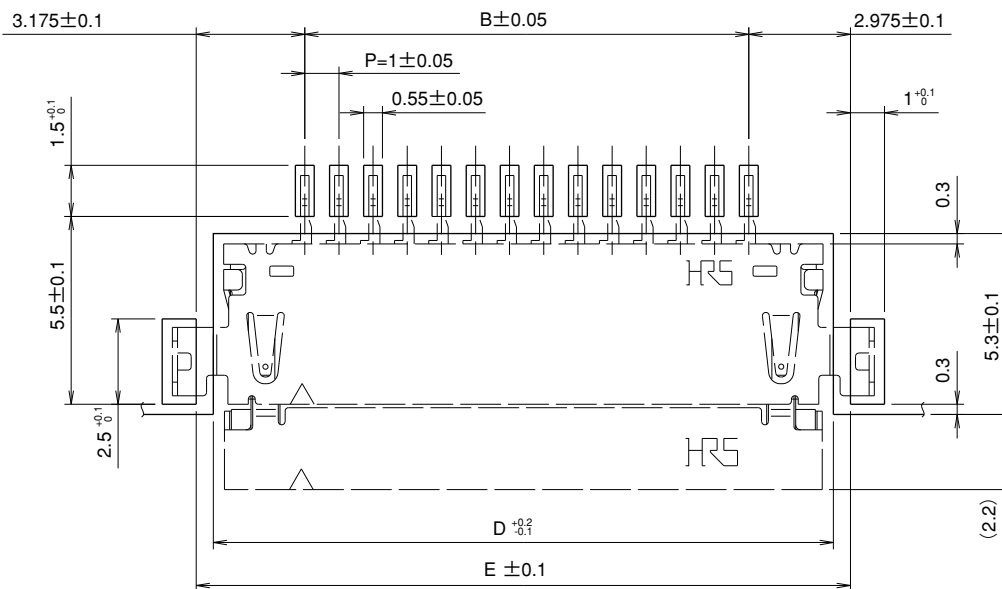 3.175±0.1
B±0.05
2.975±0.1
P=1±0.05
0.55±0.05
1 +0.1 0
1.5 +0.1 0
0.3
HRS
5.5±0.1
5.3±0.1
0.3
2.5 +0.1 0
HRS
(2.2)
D +0.2 -0.1
E ±0.1